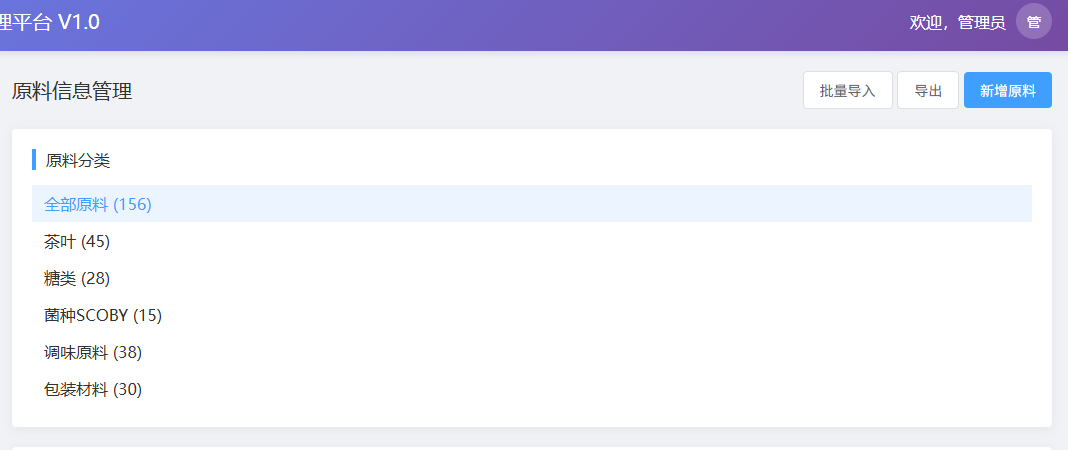 理平台 V1.0
欢迎，管理员 管
原料信息管理
批量导入 导出 新增原料
原料分类
全部原料 (156)
茶叶 (45)
糖类 (28)
菌种SCOBY (15)
调味原料 (38)
包装材料 (30)